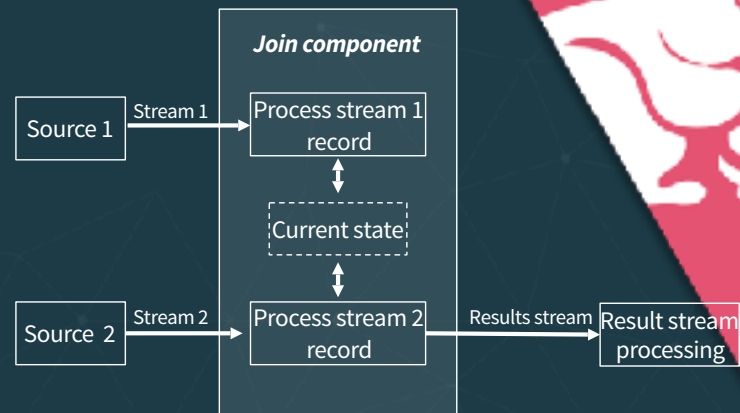 Join component
Source 1
Stream 1
Process stream 1
record
Current state
Source 2
Stream 2
Process stream 2
record
Results stream
Result stream
processing